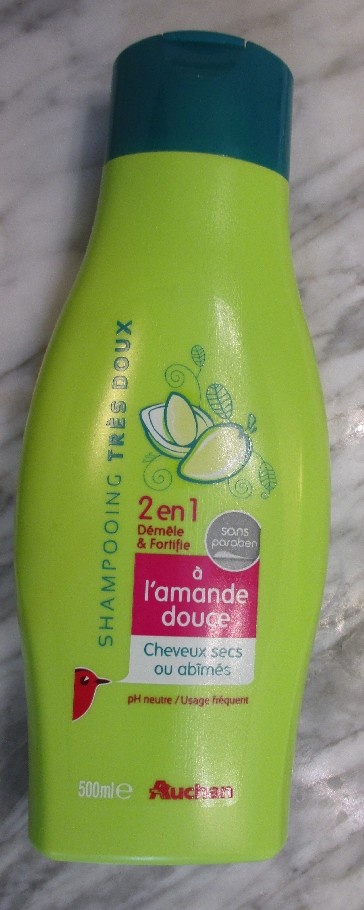 SHAMPOOING TRÈS DOUX
2 en 1
Démêle
& Fortifie
sans
paraben
à
l'amande
douce
Cheveux secs
ou abîmés
pH neutre / Usage fréquent
500ml e
Auchan